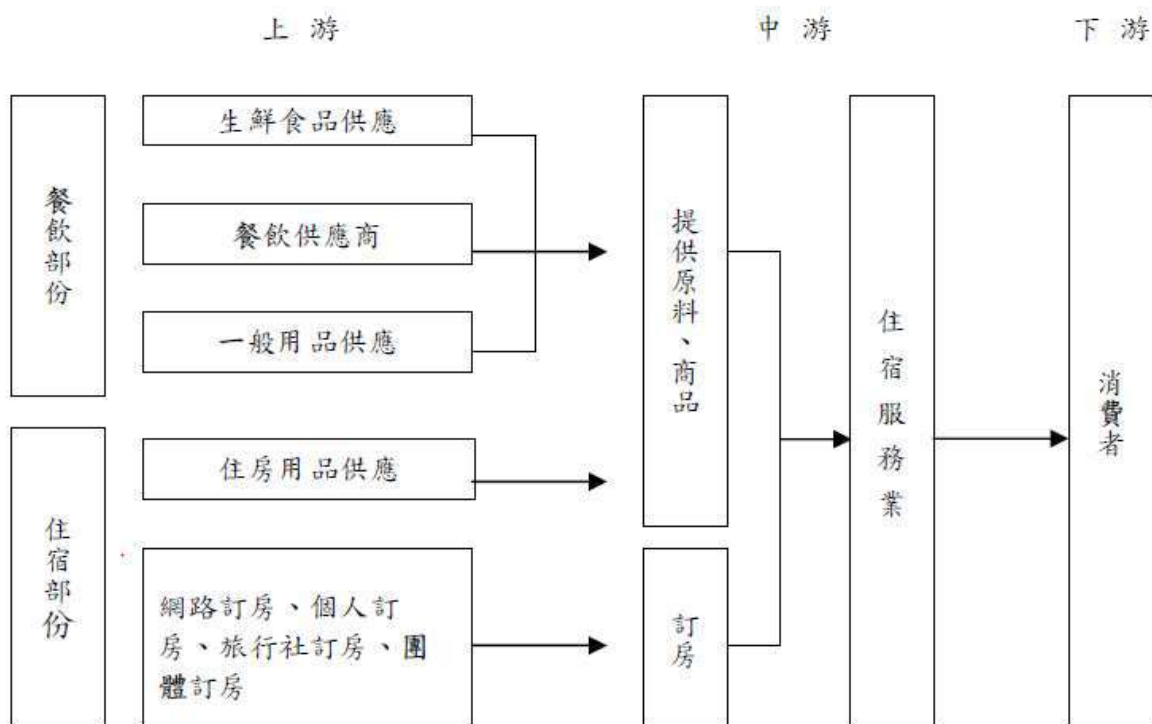 上 游
中 游
下 游
餐飲部份
生鮮食品供應
餐飲供應商
一般用品供應
提供原料、商品
住宿服務業
消費者
住宿部份
住房用品供應
網路訂房、個人訂
房、旅行社訂房、團
體訂房
訂房